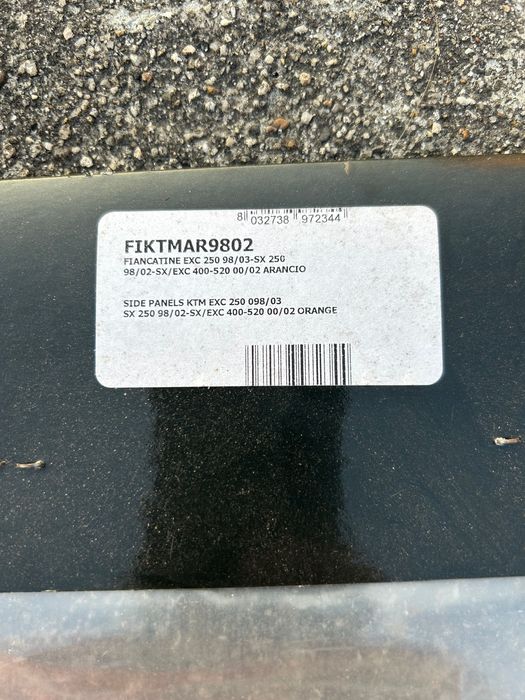 8 032738 972344
FIKTMAR9802
FIANCATINE EXC 250 98/03-SX 250
98/02-SX/EXC 400-520 00/02 ARANCIO
SIDE PANELS KTM EXC 250 098/03
SX 250 98/02-SX/EXC 400-520 00/02 ORANGE